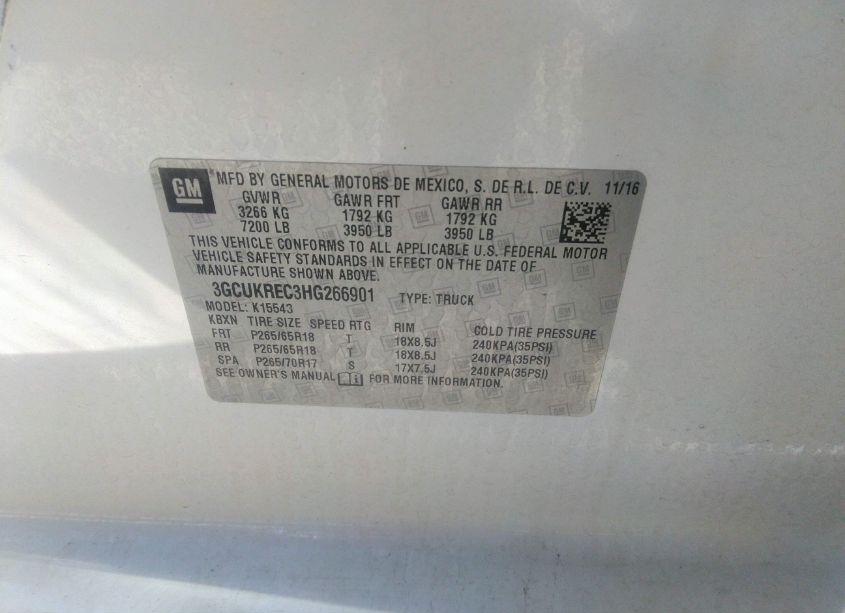 GM MFD BY GENERAL MOTORS DE MEXICO, S. DE R.L. DE C.V. 11/16
GVWR GAWR FRT GAWR RR
3266 KG 1792 KG 1792 KG
7200 LB 3950 LB 3950 LB
THIS VEHICLE CONFORMS TO ALL APPLICABLE U.S. FEDERAL MOTOR
VEHICLE SAFETY STANDARDS IN EFFECT ON THE DATE OF
MANUFACTURE SHOWN ABOVE.
3GCUKREC3HG266901 TYPE: TRUCK
MODEL: K15543
KBXN TIRE SIZE SPEED RTG RIM COLD TIRE PRESSURE
FRT P265/65R18 T 18X8.5J 240KPA(35PSI)
RR P265/65R18 T 18X8.5J 240KPA(35PSI)
SPA P265/70R17 S 17X7.5J 240KPA(35PSI)
SEE OWNER'S MANUAL FOR MORE INFORMATION.